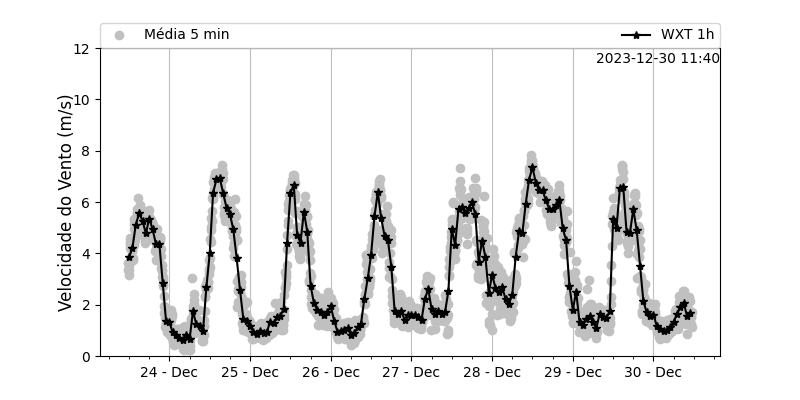 Média 5 min
WXT 1h
2023-12-30 11:40
Velocidade do Vento (m/s)
12
10
8
6
4
2
0
24 - Dec
25 - Dec
26 - Dec
27 - Dec
28 - Dec
29 - Dec
30 - Dec